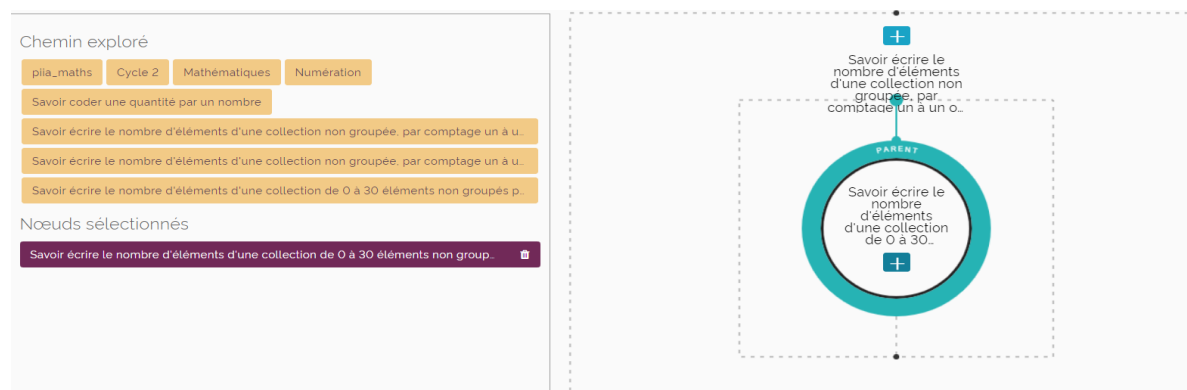 Chemin exploré
piia_maths Cycle 2 Mathématiques Numération
Savoir coder une quantité par un nombre
Savoir écrire le nombre d'éléments d'une collection non groupée, par comptage un à u…
Savoir écrire le nombre d'éléments d'une collection non groupée, par comptage un à u…
Savoir écrire le nombre d'éléments d'une collection de 0 à 30 éléments non groupés p…
Nœuds sélectionnés
Savoir écrire le nombre d'éléments d'une collection de 0 à 30 éléments non group…
Savoir écrire le
nombre d'éléments
d'une collection non
groupée, par
comptage un à un o…
PARENT
Savoir écrire le
nombre
d'éléments
d'une collection
de 0 à 30…